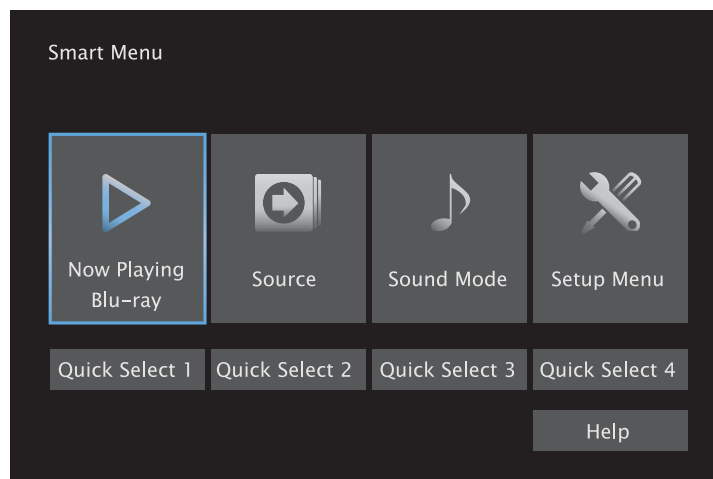 Smart Menu
Now Playing
Blu-ray
Source
Sound Mode
Setup Menu
Quick Select 1
Quick Select 2
Quick Select 3
Quick Select 4
Help